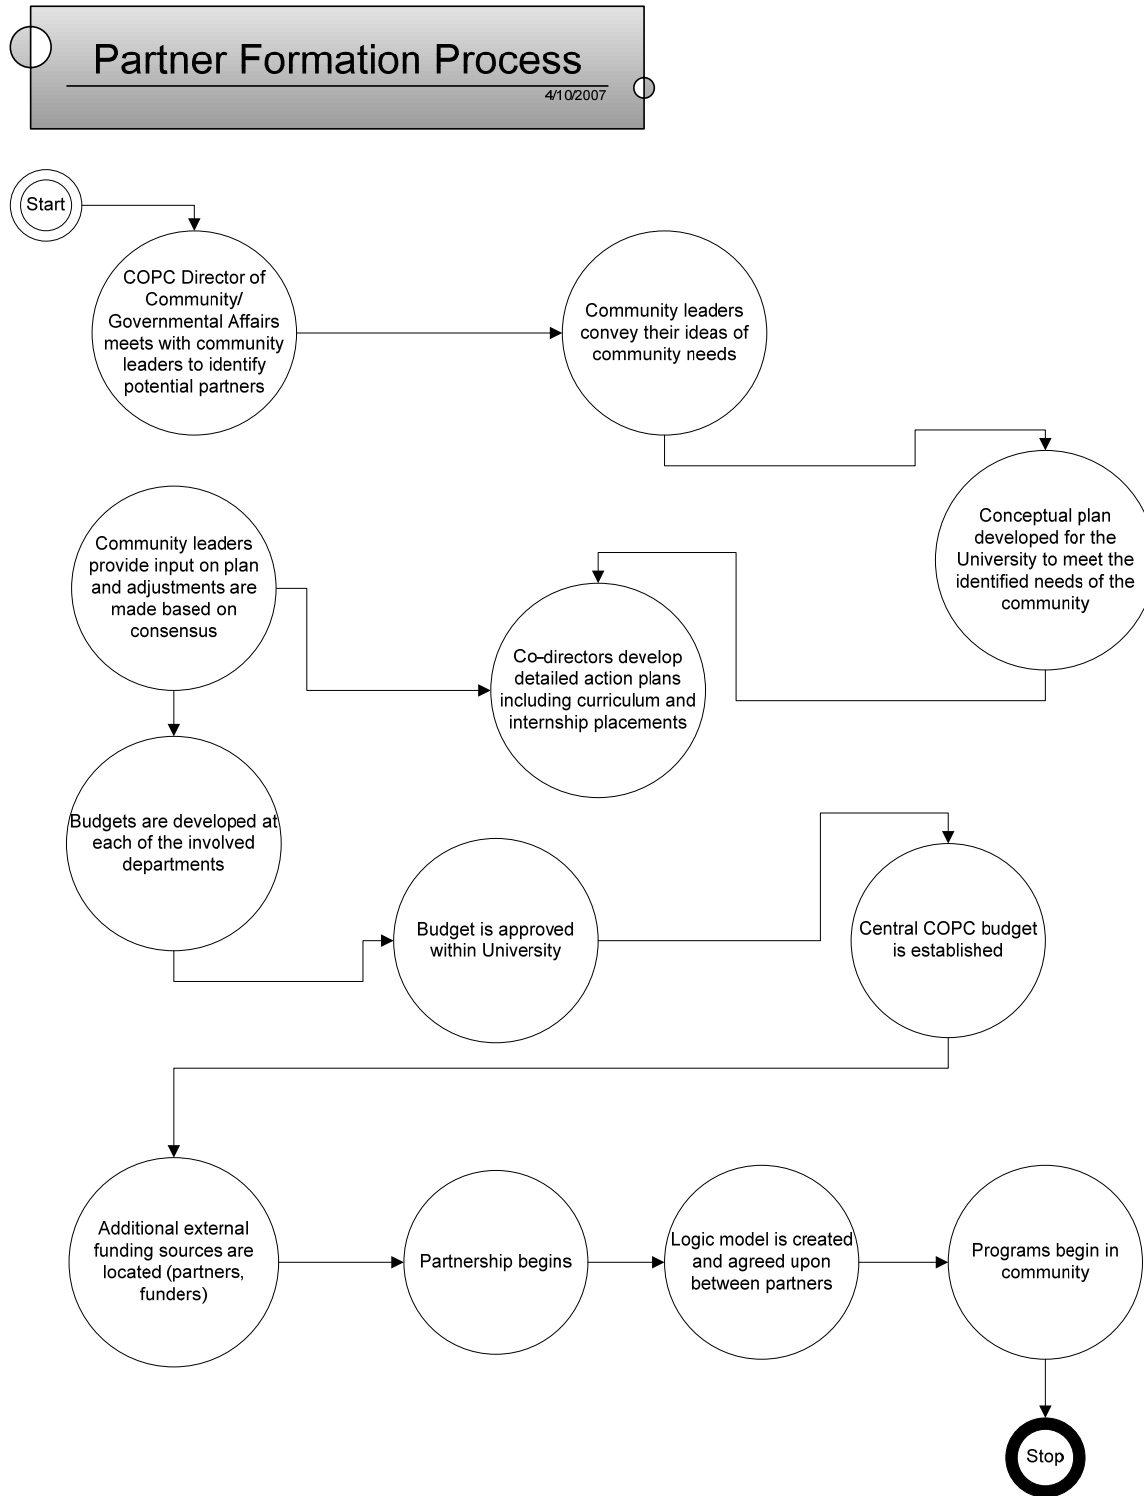 Partner Formation Process
4/10/2007
Start
COPC Director of
Community/
Governmental Affairs
meets with community
leaders to identify
potential partners
Community leaders
convey their ideas of
community needs
Conceptual plan
developed for the
University to meet the
identified needs of the
community
Community leaders
provide input on plan
and adjustments are
made based on
consensus
Co-directors develop
detailed action plans
including curriculum and
internship placements
Budgets are developed at
each of the involved
departments
Budget is approved
within University
Central COPC budget
is established
Additional external
funding sources are
located (partners,
funders)
Partnership begins
Logic model is created
and agreed upon
between partners
Programs begin in
community
Stop